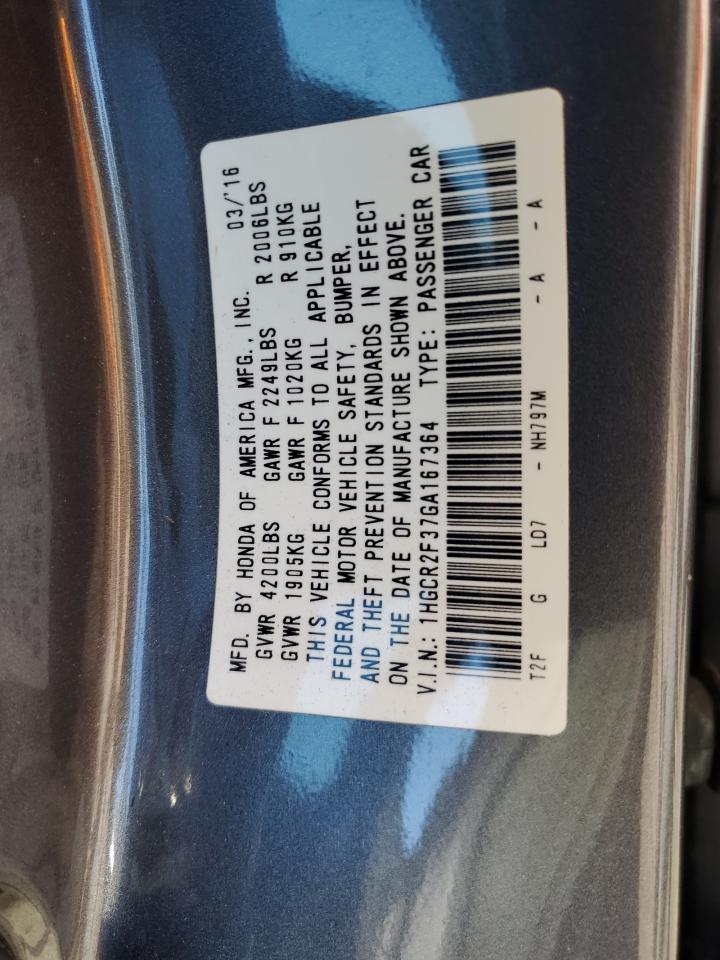 MFD. BY HONDA OF AMERICA MFG., INC. 03/'16
GVWR 4200LBS GAWR F 2249LBS R 2006LBS
GVWR 1905KG GAWR F 1020KG R 910KG
THIS VEHICLE CONFORMS TO ALL APPLICABLE
FEDERAL MOTOR VEHICLE SAFETY, BUMPER,
AND THEFT PREVENTION STANDARDS IN EFFECT
ON THE DATE OF MANUFACTURE SHOWN ABOVE.
V.I.N.: 1HGCR2F37GA167364 TYPE: PASSENGER CAR
T2F G LD7 - NH797M - A - A